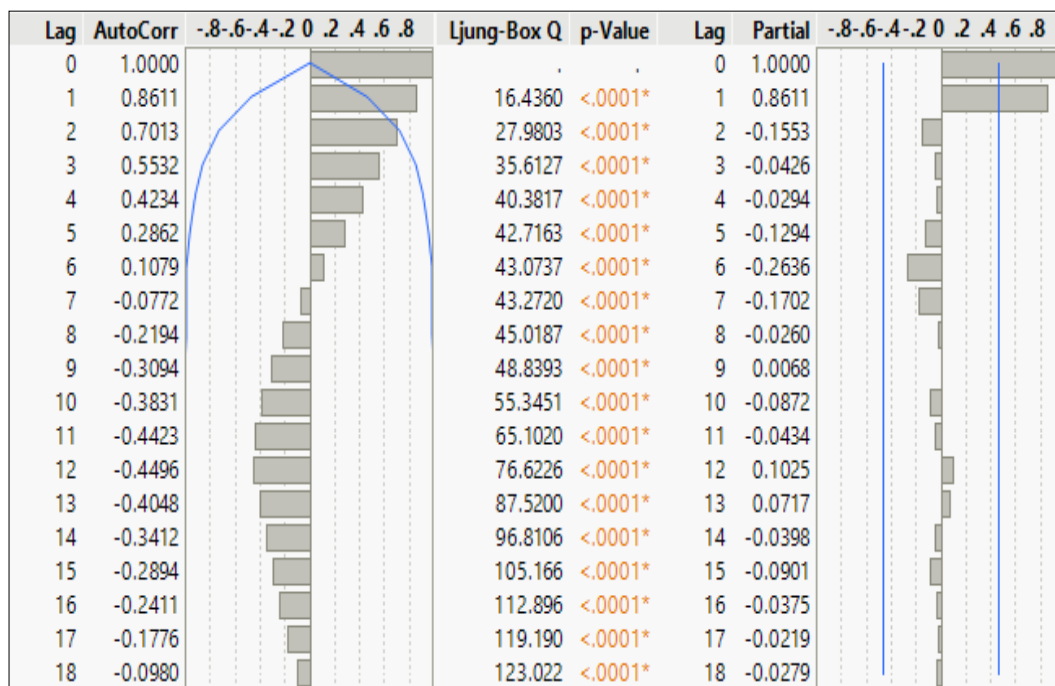 Lag AutoCorr -.8-.6-.4-.2 0 .2 .4 .6 .8 Ljung-Box Q p-Value Lag Partial -.8-.6-.4-.2 0 .2 .4 .6 .8
0 1.0000 . . 0 1.0000
1 0.8611 16.4360 <.0001* 1 0.8611
2 0.7013 27.9803 <.0001* 2 -0.1553
3 0.5532 35.6127 <.0001* 3 -0.0426
4 0.4234 40.3817 <.0001* 4 -0.0294
5 0.2862 42.7163 <.0001* 5 -0.1294
6 0.1079 43.0737 <.0001* 6 -0.2636
7 -0.0772 43.2720 <.0001* 7 -0.1702
8 -0.2194 45.0187 <.0001* 8 -0.0260
9 -0.3094 48.8393 <.0001* 9 0.0068
10 -0.3831 55.3451 <.0001* 10 -0.0872
11 -0.4423 65.1020 <.0001* 11 -0.0434
12 -0.4496 76.6226 <.0001* 12 0.1025
13 -0.4048 87.5200 <.0001* 13 0.0717
14 -0.3412 96.8106 <.0001* 14 -0.0398
15 -0.2894 105.166 <.0001* 15 -0.0901
16 -0.2411 112.896 <.0001* 16 -0.0375
17 -0.1776 119.190 <.0001* 17 -0.0219
18 -0.0980 123.022 <.0001* 18 -0.0279